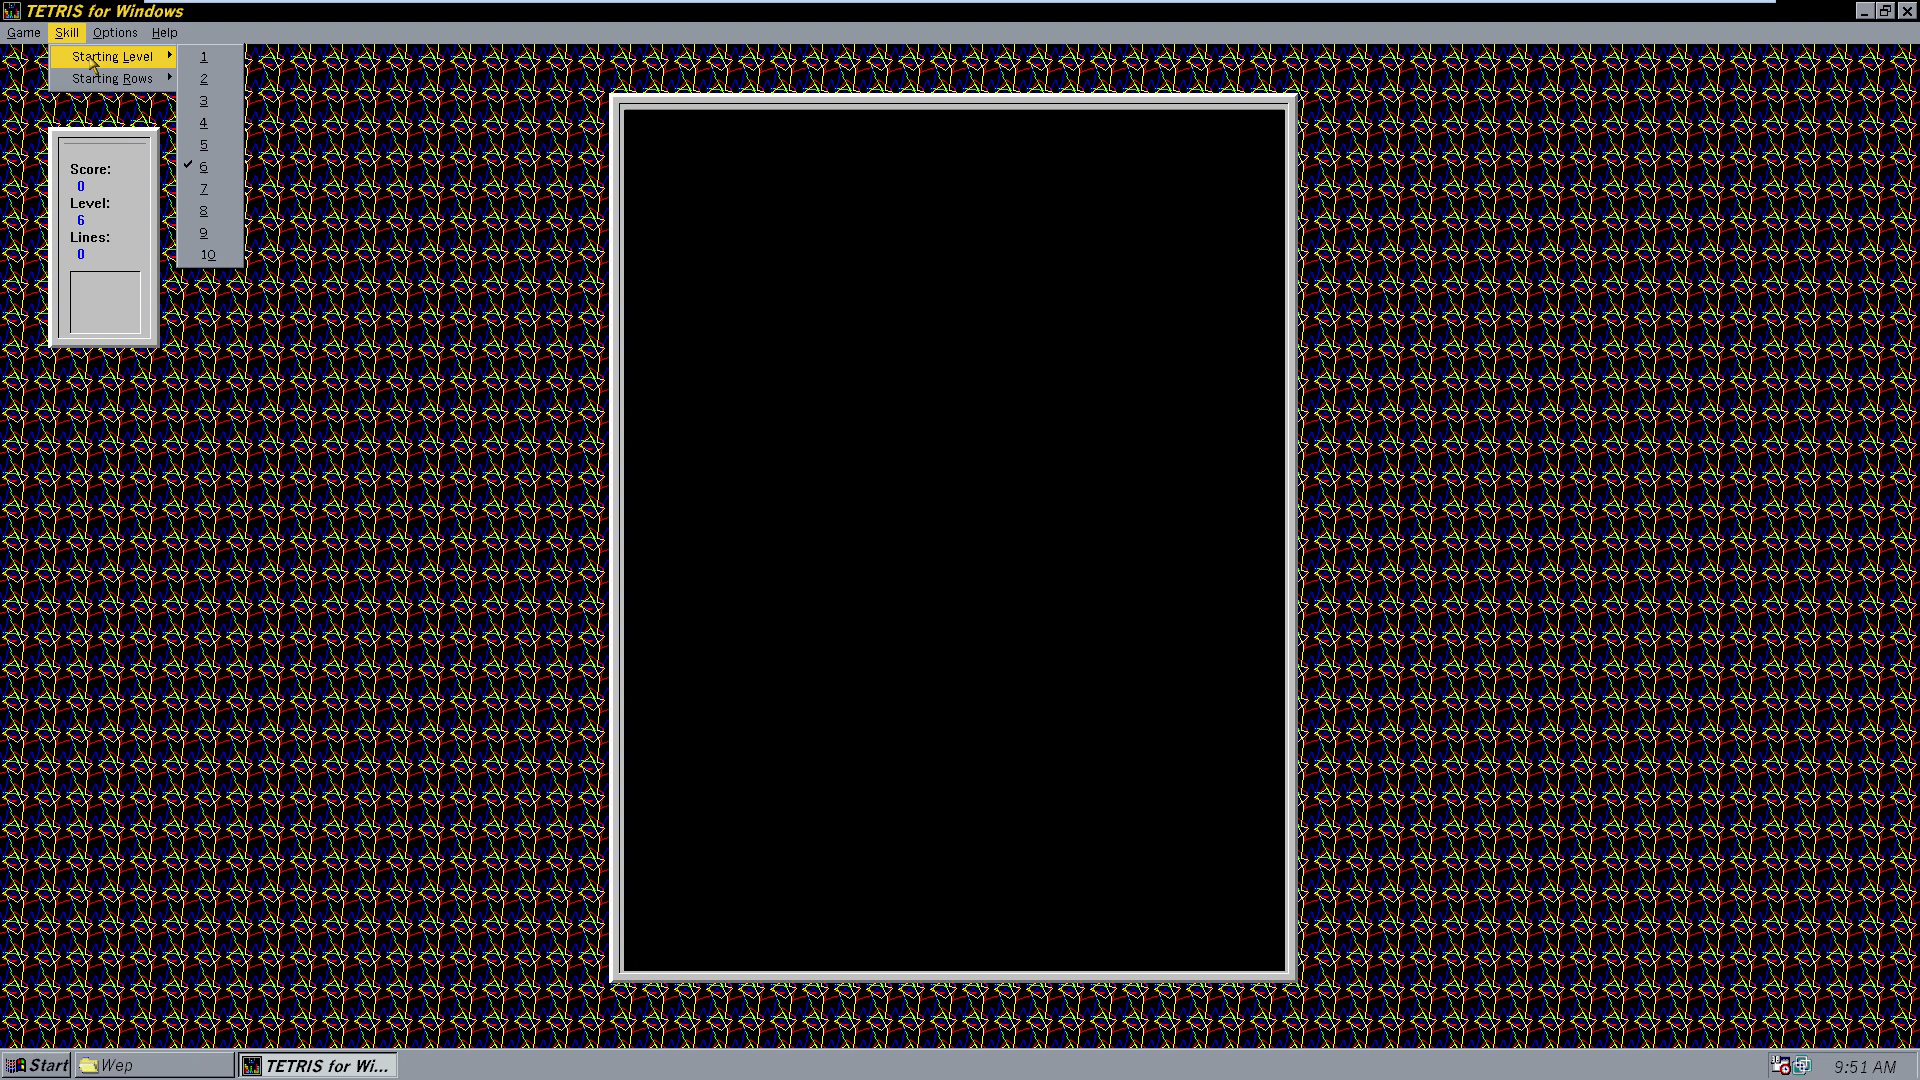 TETRIS for Windows
Game Skill Options Help
Starting Level
Starting Rows
1
2
3
4
5
6
7
8
9
10
Score:
0
Level:
6
Lines:
0
Start
Wep
TETRIS for Wi...
9:51 AM